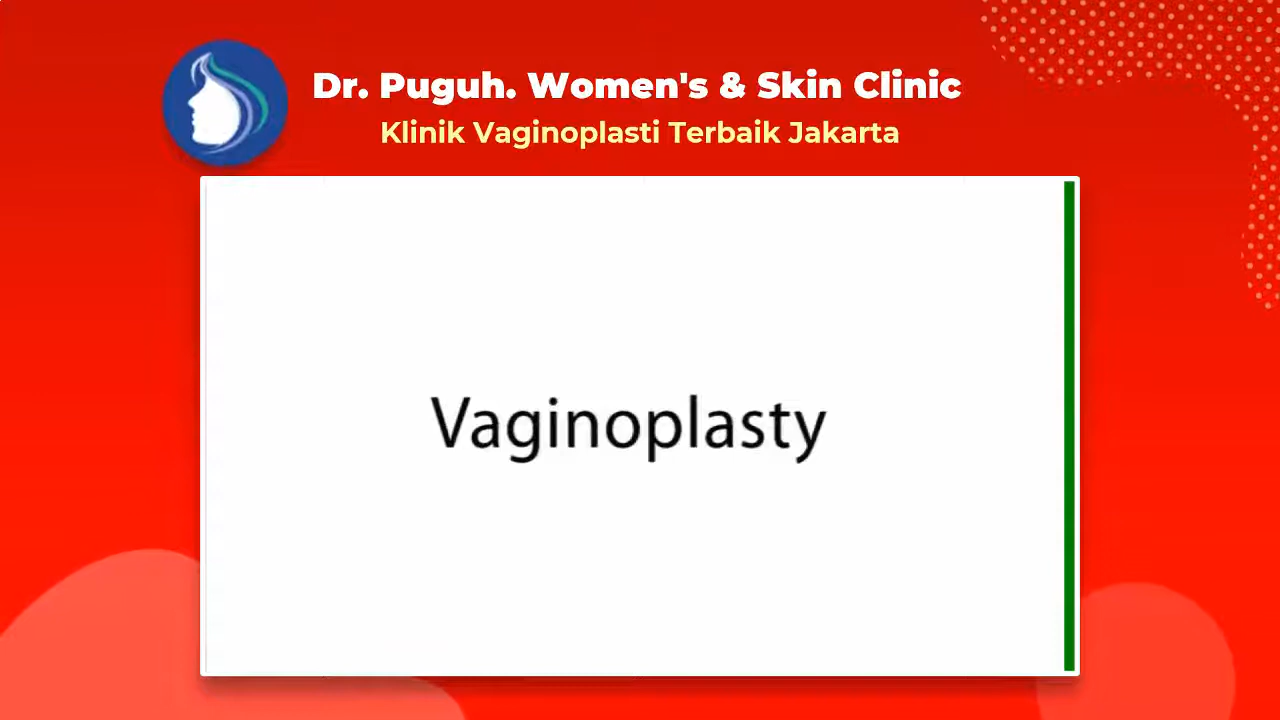 Dr. Puguh. Women's & Skin Clinic
Klinik Vaginoplasti Terbaik Jakarta
Vaginoplasty